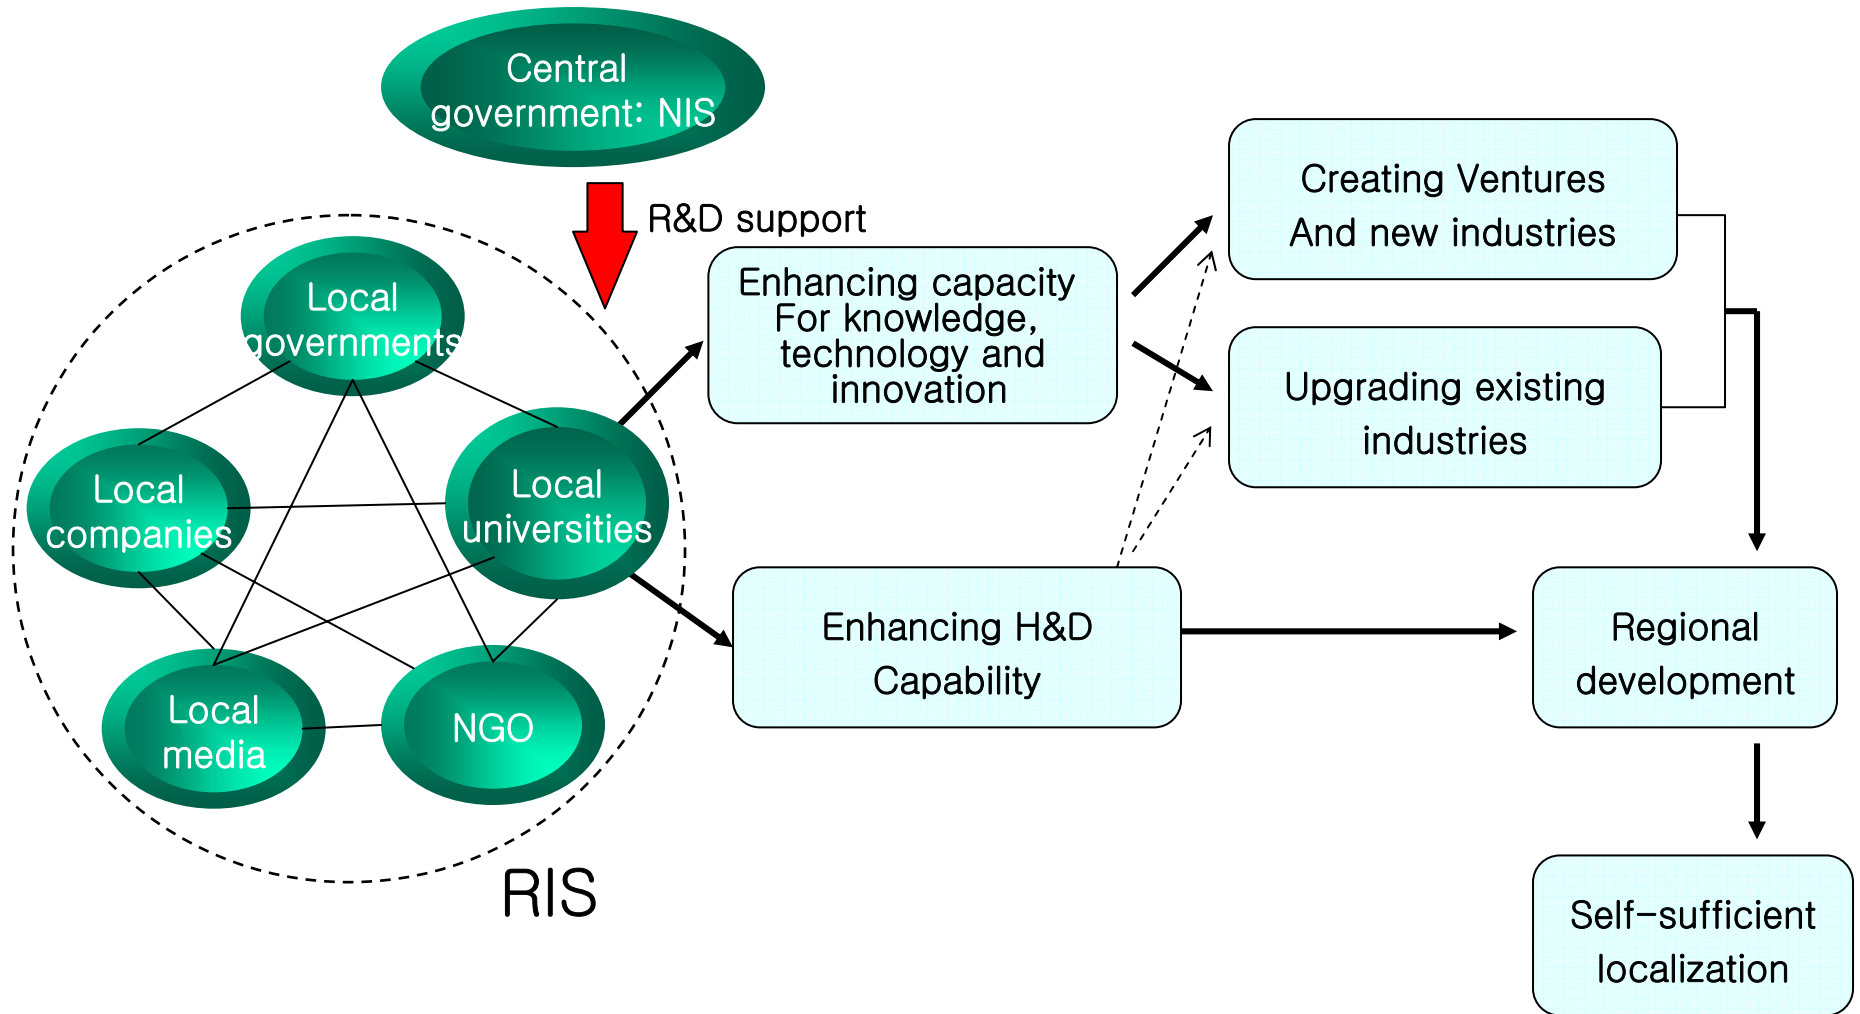 Central
government: NIS
R&D support
Local
governments
Local
companies
Local
universities
Local
media
NGO
RIS
Enhancing capacity
For knowledge,
technology and
innovation
Enhancing H&D
Capability
Creating Ventures
And new industries
Upgrading existing
industries
Regional
development
Self-sufficient
localization